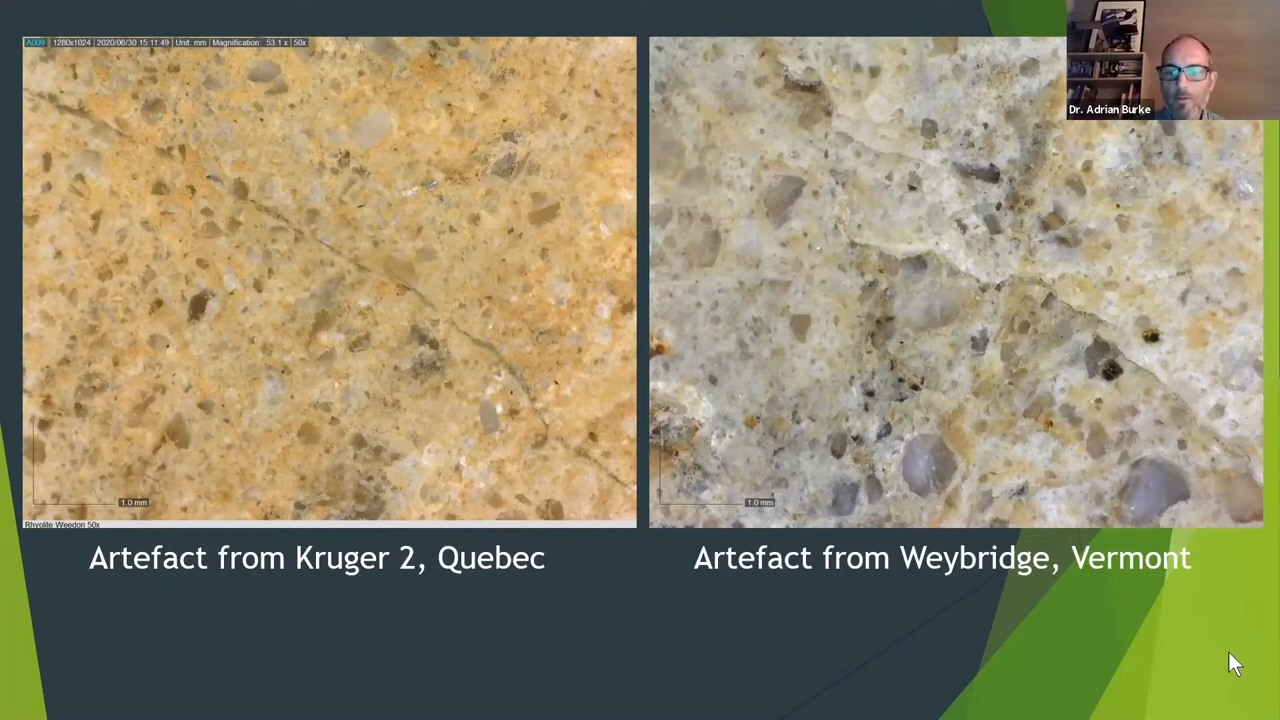 A009 1280x1024 2020/06/30 15:11:49 Unit: mm Magnification: 53.1 x 50x
Dr. Adrian Burke
1.0 mm
1.0 mm
Rhyolite Weedon 50x
Artefact from Kruger 2, Quebec
Artefact from Weybridge, Vermont